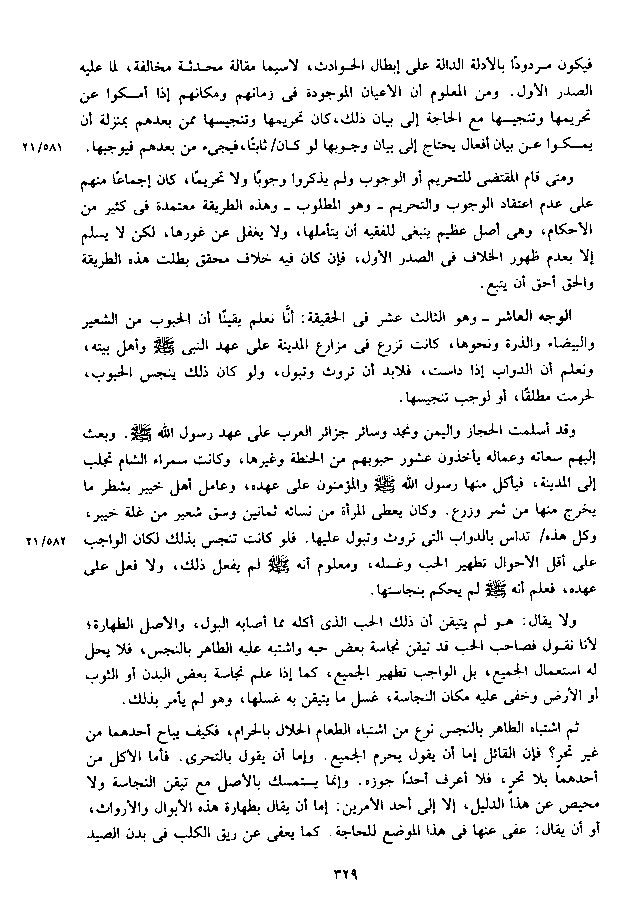 فيكون مردودًا بالأدلة الدالة على إبطال الحوادث، لاسيما مقالة محدثة مخالفة، لما عليه
الصدر الأول. ومن المعلوم أن الأعيان الموجودة فى زمانهم ومكانهم إذا أمسكوا عن
تحريمها وتنجيسها مع الحاجة إلى بيان ذلك، كان تحريمها وتنجيسها ممن بعدهم بمنزلة أن
يمسكوا عن بيان أفعال يحتاج إلى بيان وجوبها لو كان/ ثابتًا، فيجىء من بعدهم فيوجبها. ٢١/٥٨١
ومتى قام المقتضى للتحريم أو الوجوب ولم يذكروا وجوبًا ولا تحريمًا، كان إجماعًا منهم
على عدم اعتقاد الوجوب والتحريم ـ وهو المطلوب ـ وهذه الطريقة معتمدة فى كثير من
الأحكام، وهى أصل عظيم ينبغى للفقيه أن يتأملها، ولا يغفل عن غورها، لكن لا يسلم
إلا بعدم ظهور الخلاف فى الصدر الأول، فإن كان فيه خلاف محقق بطلت هذه الطريقة
والحق أحق أن يتبع.
الوجه العاشر ـ وهو الثالث عشر فى الحقيقة: أنَّا نعلم يقينًا أن الحبوب من الشعير
والبيضاء والذرة ونحوها، كانت تزرع فى مزارع المدينة على عهد النبى ﷺ وأهل بيته،
ونعلم أن الدواب إذا داست، فلابد أن تروث وتبول، ولو كان ذلك ينجس الحبوب،
لحرمت مطلقًا، أو لوجب تنجيسها.
وقد أسلمت الحجاز واليمن ونجد وسائر جزائر العرب على عهد رسول الله ﷺ. وبعث
إليهم سعاته وعماله يأخذون عشور حبوبهم من الحنطة وغيرها، وكانت سمراء الشام تجلب
إلى المدينة، فيأكل منها رسول الله ﷺ والمؤمنون على عهده، وعامل أهل خيبر بشطر ما
يخرج منها من ثمر وزرع. وكان يعطى المرأة من نسائه ثمانين وسق شعير من غلة خيبر،
وكل هذه/ تداس بالدواب التى تروث وتبول عليها. فلو كانت تنجس بذلك لكان الواجب ٢١/٥٨٢
على أقل الأحوال تطهير الحب وغسله، ومعلوم أنه ﷺ لم يفعل ذلك، ولا فعل على
عهده، فعلم أنه ﷺ لم يحكم بنجاستها.
ولا يقال: هو لم يتيقن أن ذلك الحب الذى أكله مما أصابه البول، والأصل الطهارة؛
لأنا نقول فصاحب الحب قد تيقن نجاسة بعض حبه واشتبه عليه الطاهر بالنجس، فلا يحل
له استعمال الجميع، بل الواجب تطهير الجميع، كما إذا علم نجاسة بعض البدن أو الثوب
أو الأرض وخفى عليه مكان النجاسة، غسل ما يتيقن به غسلها، وهو لم يأمر بذلك.
ثم اشتباه الطاهر بالنجس نوع من اشتباه الطعام الحلال بالحرام، فكيف يباح أحدهما من
غير تحر؟ فإن القائل إما أن يقول يحرم الجميع. وإما أن يقول بالتحرى. فأما الأكل من
أحدهما بلا تحر، فلا أعرف أحدًا جوزه. وإنما يستمسك بالأصل مع تيقن النجاسة ولا
محيص عن هذا الدليل، إلا إلى أحد الأمرين: إما أن يقال بطهارة هذه الأبوال والأرواث،
أو أن يقال: عفى عنها فى هذا الموضع للحاجة. كما يعفى عن ريق الكلب فى بدن الصيد
٣٢٩